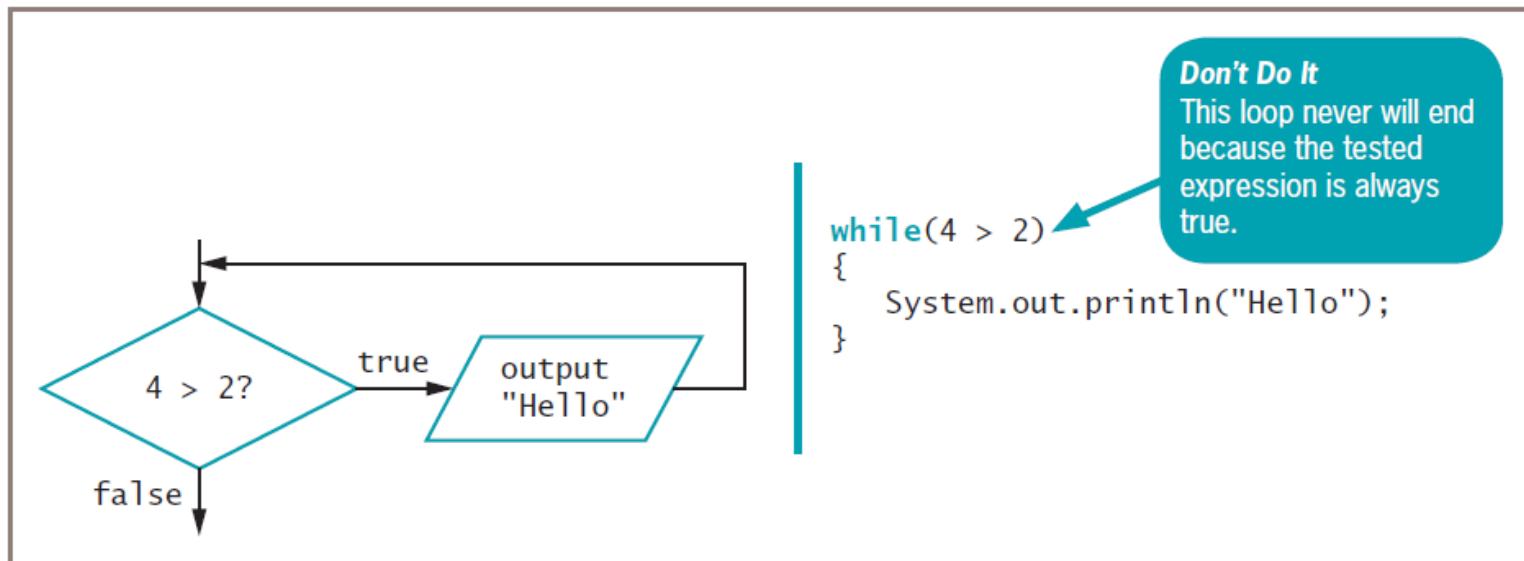 Don't Do It
This loop never will end
because the tested
expression is always
true.
while(4 > 2)
{
System.out.println("Hello");
}
4 > 2?
true
output
"Hello"
false